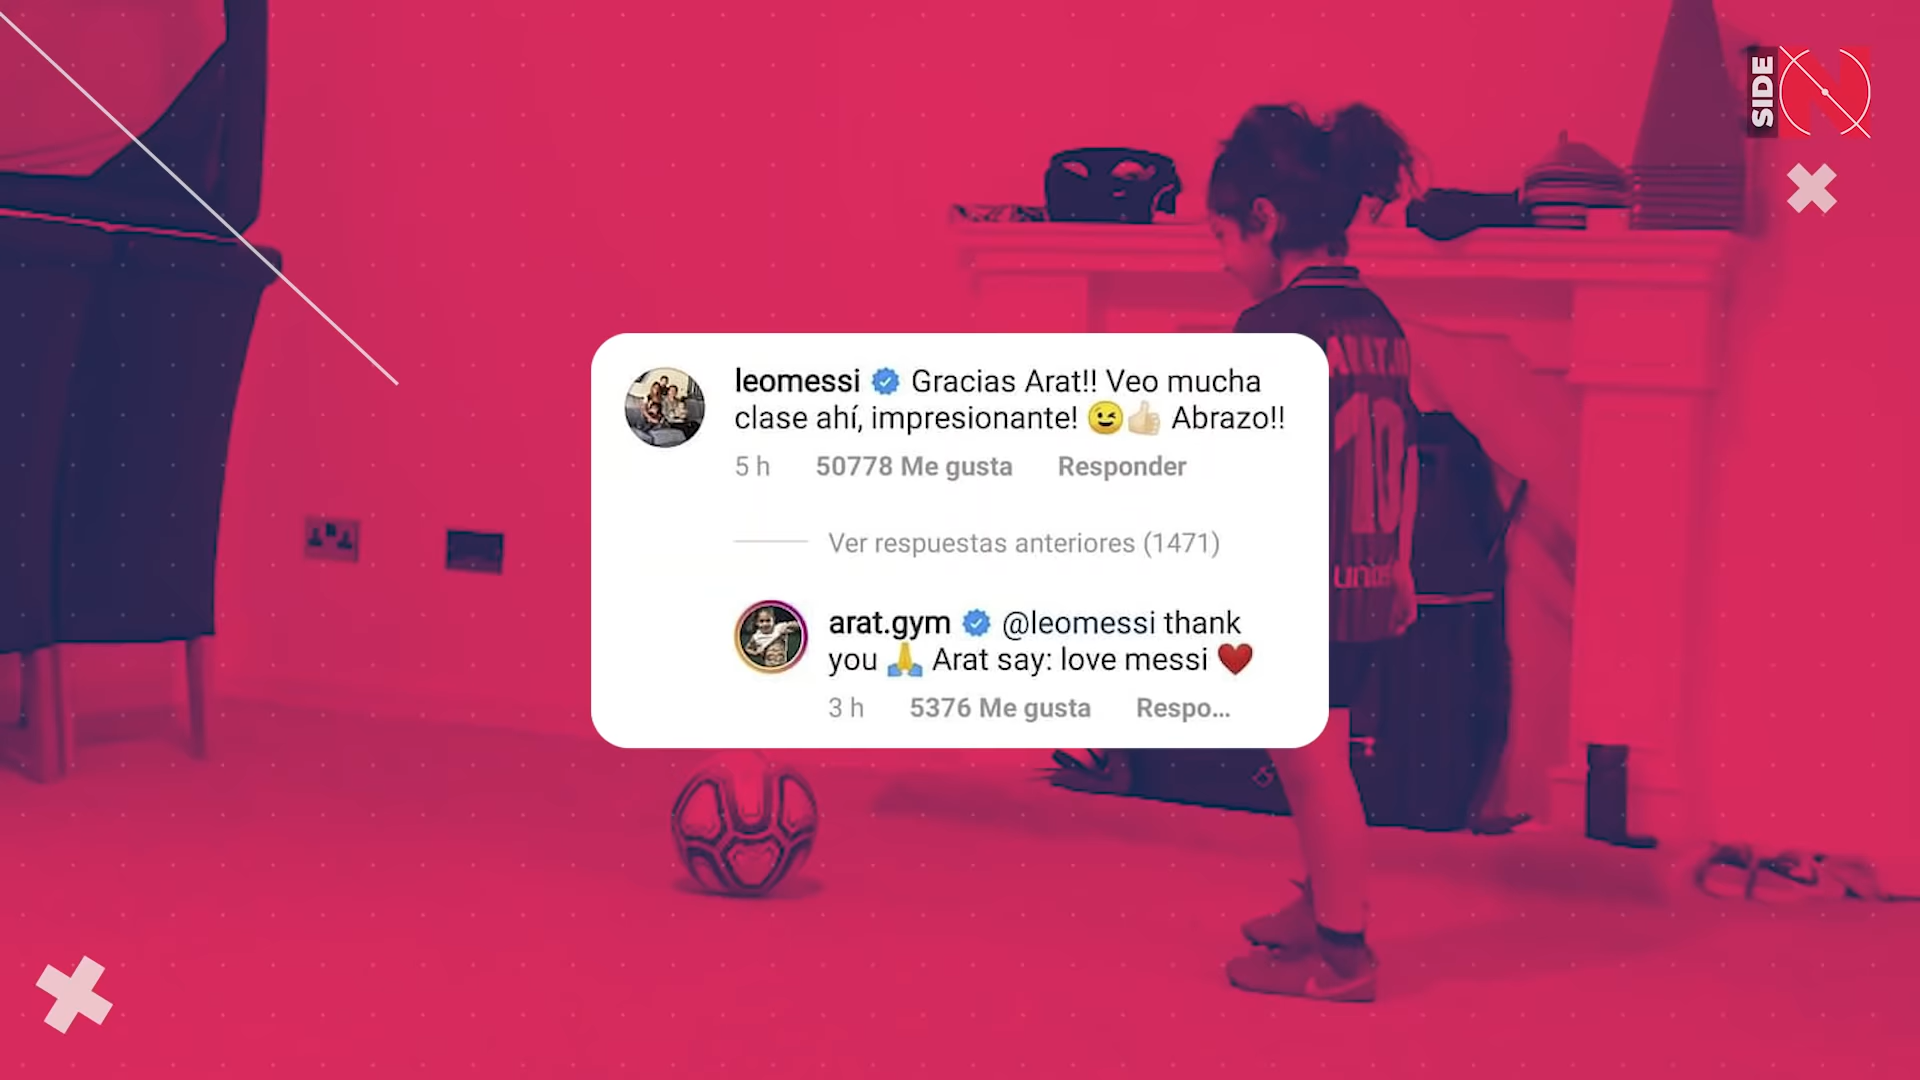 SIDE
leomessi Gracias Arat!! Veo mucha
clase ahí, impresionante! 😉👍🏻 Abrazo!!
5 h 50778 Me gusta Responder
Ver respuestas anteriores (1471)
arat.gym @leomessi thank
you 🙏 Arat say: love messi ❤️
3 h 5376 Me gusta Respo...
10